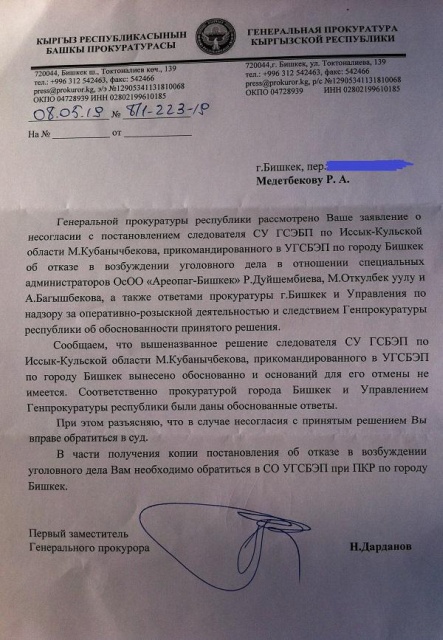 КЫРГЫЗ РЕСПУБЛИКАСЫНЫН
БАШКЫ ПРОКУРАТУРАСЫ
ГЕНЕРАЛЬНАЯ ПРОКУРАТУРА
КЫРГЫЗСКОЙ РЕСПУБЛИКИ
720044, Бишкек ш., Токтоналиев көч., 139
тел.: +996 312 542463, факс: 542466
press@prokuror.kg, э/э №1290534131810068
ОКПО 04728939 ИНН 02802199610185
720044,г. Бишкек, ул. Токтоналиева, 139
тел.: +996 312 542463, факс: 542466
press@prokuror.kg, р/с №1290534131810068
ОКПО 04728939 ИНН 02802199610185
08.05.19 № 8/1-223-19
На № от
г.Бишкек, пер.
Медетбекову Р. А.
Генеральной прокуратуры республики рассмотрено Ваше заявление о
несогласии с постановлением следователя СУ ГСЭБП по Иссык-Кульской
области М.Кубанычбекова, прикомандированного в УГСБЭП по городу Бишкек
об отказе в возбуждении уголовного дела в отношении специальных
администраторов ОсОО «Ареопаг-Бишкек» Р.Дуйшембиева, М.Откулбек уулу и
А.Багышбекова, а также ответами прокуратуры г.Бишкек и Управления по
надзору за оперативно-розыскной деятельностью и следствием Генпрокуратуры
республики об обоснованности принятого решения.
Сообщаем, что вышеназванное решение следователя СУ ГСБЭП по
Иссык-Кульской области М.Кубанычбекова, прикомандированного в УГСБЭП
по городу Бишкек вынесено обоснованно и оснований для его отмены не
имеется. Соответственно прокуратурой города Бишкек и Управлением
Генпрокуратуры республики были даны обоснованные ответы.
При этом разъясняю, что в случае несогласия с принятым решением Вы
вправе обратиться в суд.
В части получения копии постановления об отказе в возбуждении
уголовного дела Вам необходимо обратиться в СО УГСБЭП при ПКР по городу
Бишкек.
Первый заместитель
Генерального прокурора
Н.Дарданов